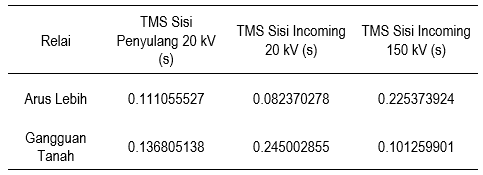 Relai
TMS Sisi
Penyulang 20 kV
(s)
TMS Sisi Incoming
20 kV (s)
TMS Sisi Incoming
150 kV (s)
Arus Lebih 0.111055527 0.082370278 0.225373924
Gangguan
Tanah
0.136805138 0.245002855 0.101259901